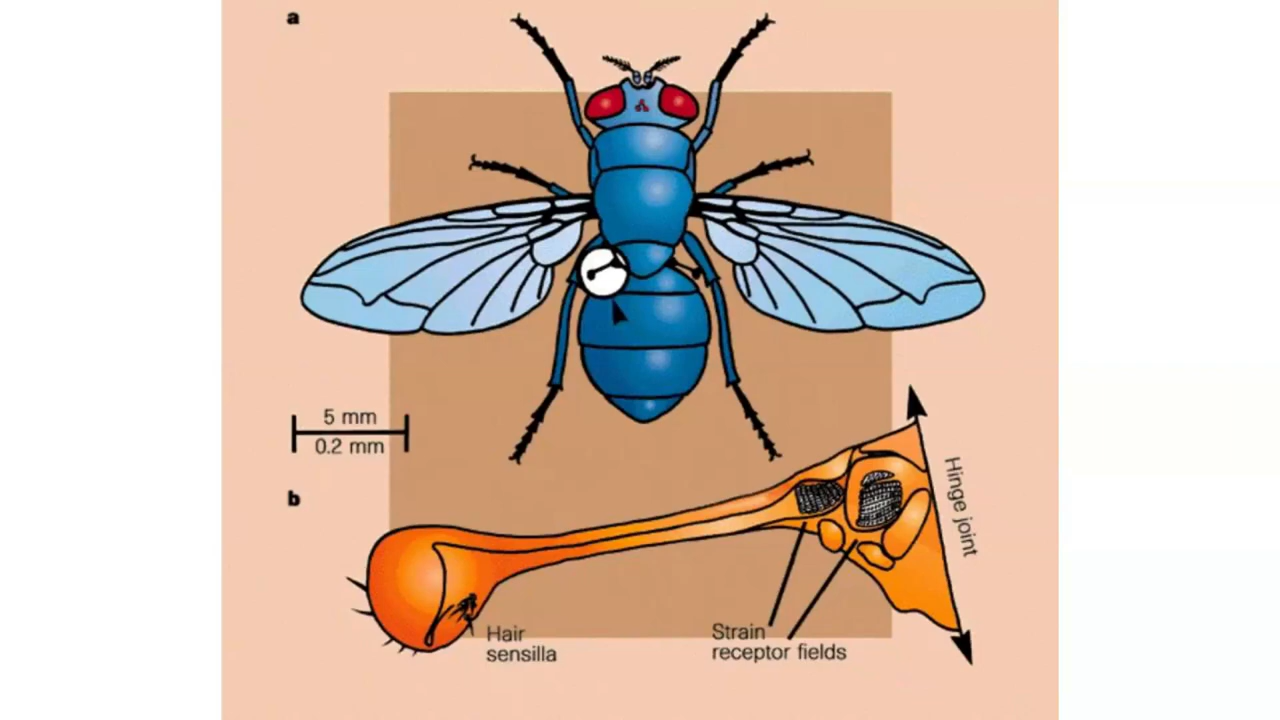 a
5 mm
0.2 mm
b
Hinge joint
Hair
sensilla
Strain
receptor fields